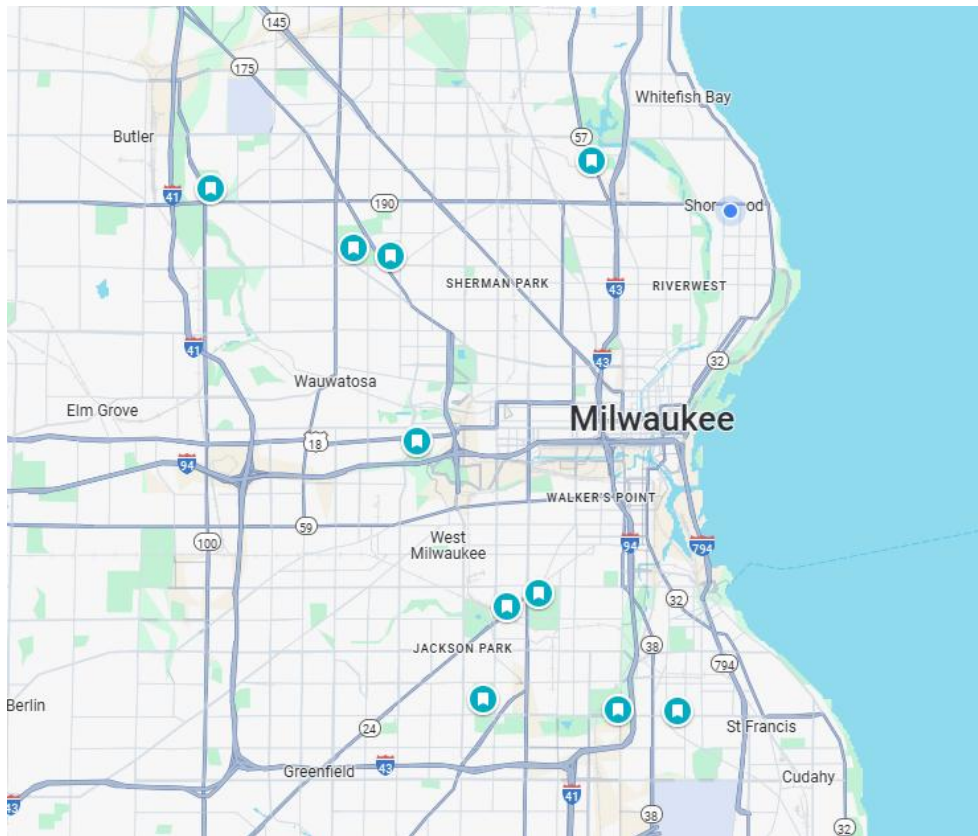 145
175
Whitefish Bay
Butler
57
41
190
Shor
od
SHERMAN PARK
43
RIVERWEST
41
43
32
Wauwatosa
Elm Grove
Milwaukee
18
94
WALKER'S POINT
59
West
Milwaukee
100
94
794
32
JACKSON PARK
38
794
Berlin
24
St Francis
Greenfield
43
Cudahy
41
43
38
32